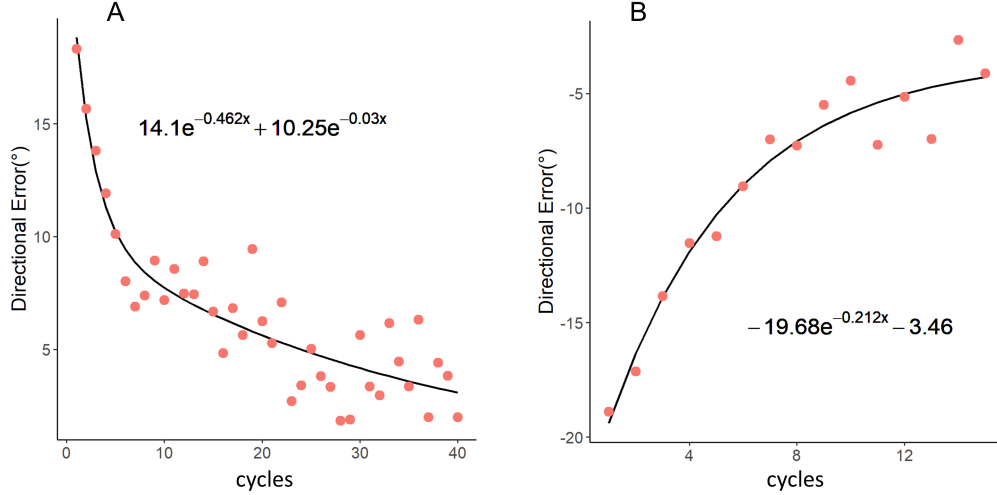 A
B
15
10
5
0
10
20
30
40
Directional Error(°)
cycles
14.1e^−0.462x + 10.25e^−0.03x
-5
-10
-15
-20
4
8
12
Directional Error(°)
cycles
−19.68e^−0.212x − 3.46